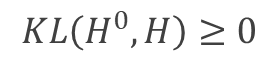 KL(H⁰, H) ≥ 0